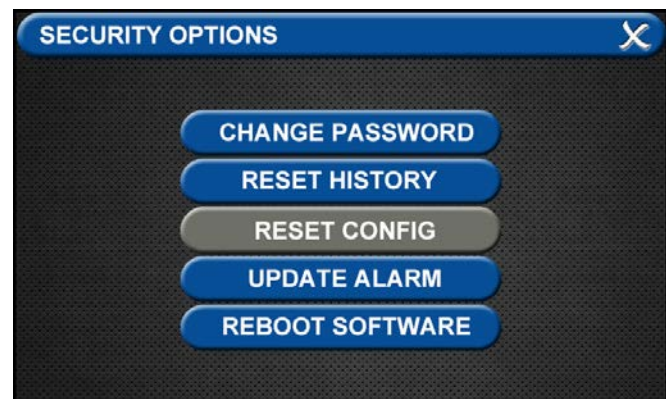 SECURITY OPTIONS
CHANGE PASSWORD
RESET HISTORY
RESET CONFIG
UPDATE ALARM
REBOOT SOFTWARE